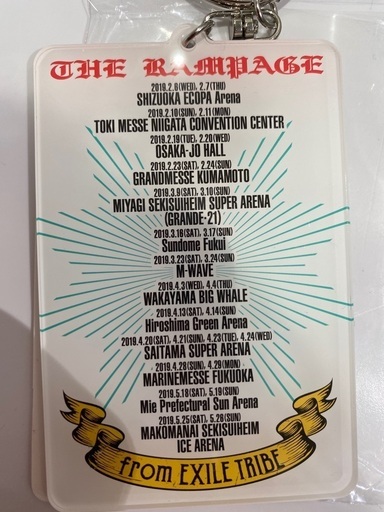 THE RAMPAGE
2019.2.6(WED), 2.7(THU)
SHIZUOKA ECOPA Arena
2019.2.10(SUN), 2.11(MON)
TOKI MESSE NIIGATA CONVENTION CENTER
2019.2.19(TUE), 2.20(WED)
OSAKA-JO HALL
2019.2.23(SAT), 2.24(SUN)
GRANDMESSE KUMAMOTO
2019.3.9(SAT), 3.10(SUN)
MIYAGI SEKISUIHEIM SUPER ARENA
(GRANDE·21)
2019.3.16(SAT), 3.17(SUN)
Sundome Fukui
2019.3.23(SAT), 3.24(SUN)
M-WAVE
2019.4.3(WED), 4.4(THU)
WAKAYAMA BIG WHALE
2019.4.13(SAT), 4.14(SUN)
Hiroshima Green Arena
2019.4.20(SAT), 4.21(SUN), 4.23(TUE), 4.24(WED)
SAITAMA SUPER ARENA
2019.4.28(SUN), 4.29(MON)
MARINEMESSE FUKUOKA
2019.5.18(SAT), 5.19(SUN)
Mie Prefectural Sun Arena
2019.5.25(SAT), 5.26(SUN)
MAKOMANAI SEKISUIHEIM
ICE ARENA
from EXILE TRIBE